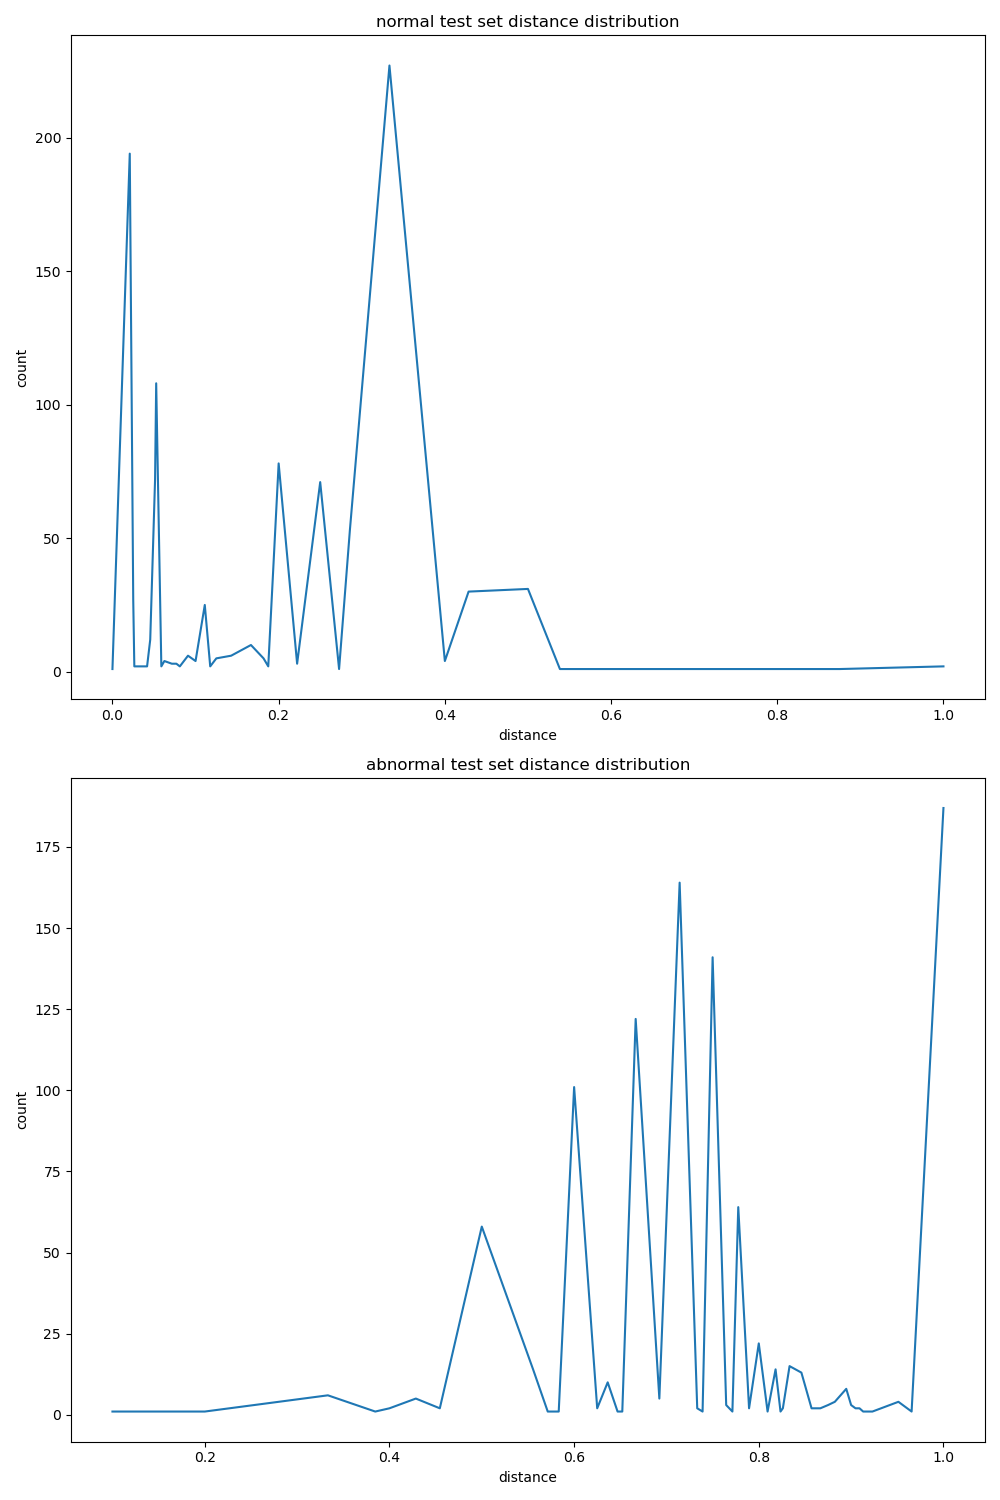 normal test set distance distribution
200
150
100
50
0
count
0.0 0.2 0.4 0.6 0.8 1.0
distance
abnormal test set distance distribution
175
150
125
100
75
50
25
0
count
0.2 0.4 0.6 0.8 1.0
distance